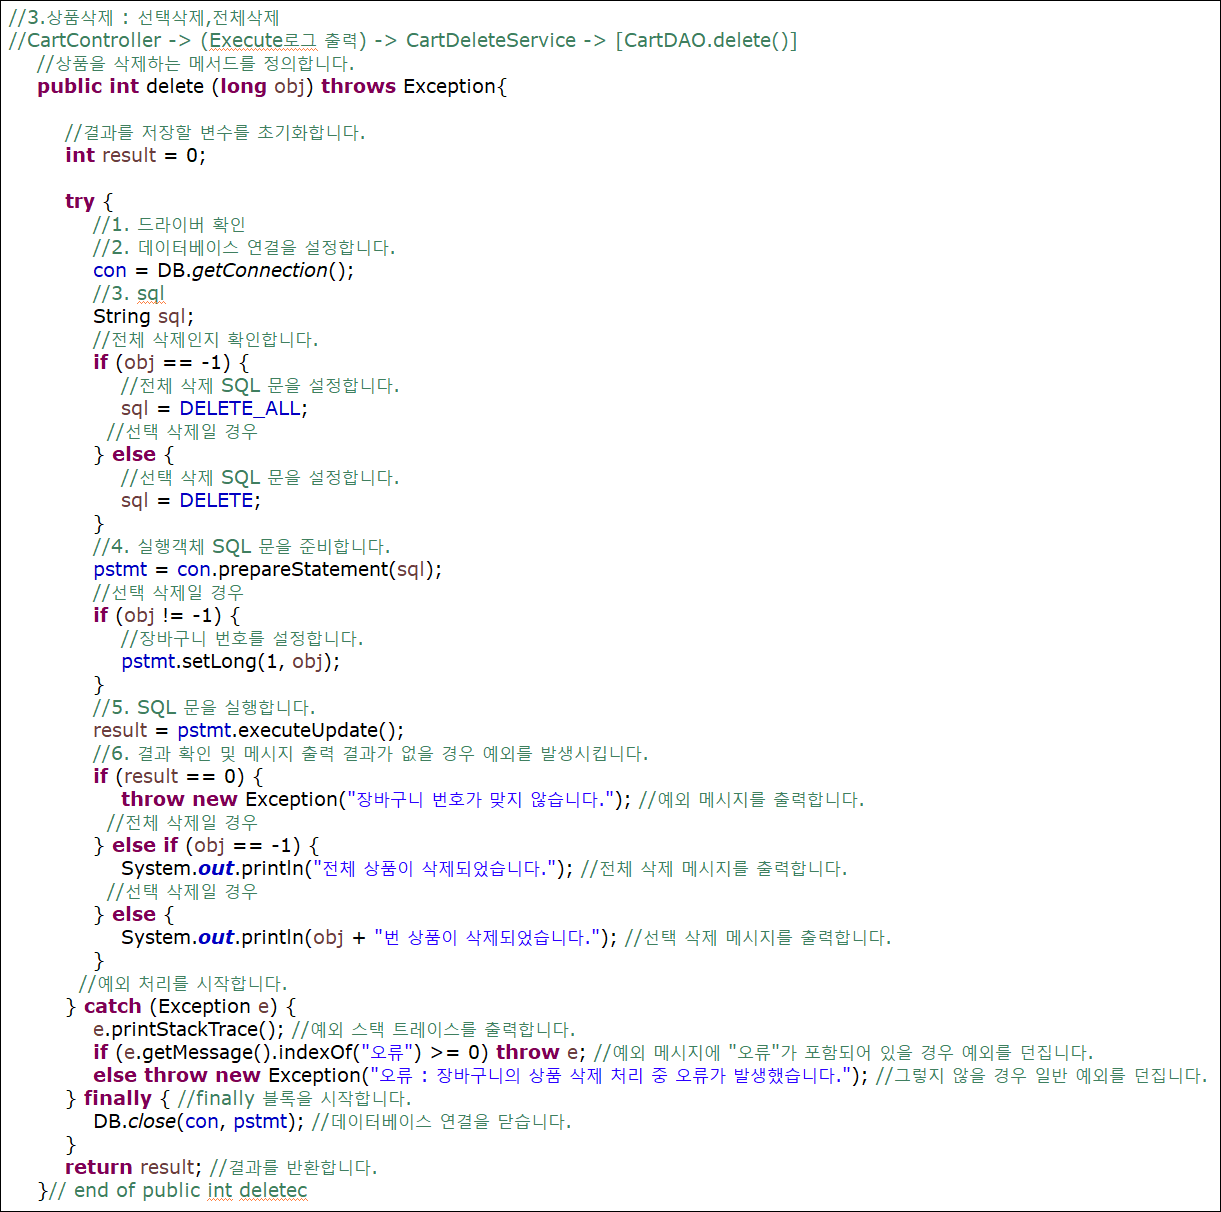 //3.상품삭제 : 선택삭제,전체삭제
//CartController -> (Execute로그 출력) -> CartDeleteService -> [CartDAO.delete()]
//상품을 삭제하는 메서드를 정의합니다.
public int delete (long obj) throws Exception{
//결과를 저장할 변수를 초기화합니다.
int result = 0;
try {
//1. 드라이버 확인
//2. 데이터베이스 연결을 설정합니다.
con = DB.getConnection();
//3. sql
String sql;
//전체 삭제인지 확인합니다.
if (obj == -1) {
//전체 삭제 SQL 문을 설정합니다.
sql = DELETE_ALL;
//선택 삭제일 경우
} else {
//선택 삭제 SQL 문을 설정합니다.
sql = DELETE;
}
//4. 실행객체 SQL 문을 준비합니다.
pstmt = con.prepareStatement(sql);
//선택 삭제일 경우
if (obj != -1) {
//장바구니 번호를 설정합니다.
pstmt.setLong(1, obj);
}
//5. SQL 문을 실행합니다.
result = pstmt.executeUpdate();
//6. 결과 확인 및 메시지 출력 결과가 없을 경우 예외를 발생시킵니다.
if (result == 0) {
throw new Exception("장바구니 번호가 맞지 않습니다."); //예외 메시지를 출력합니다.
//전체 삭제일 경우
} else if (obj == -1) {
System.out.println("전체 상품이 삭제되었습니다."); //전체 삭제 메시지를 출력합니다.
//선택 삭제일 경우
} else {
System.out.println(obj + "번 상품이 삭제되었습니다."); //선택 삭제 메시지를 출력합니다.
}
//예외 처리를 시작합니다.
} catch (Exception e) {
e.printStackTrace(); //예외 스택 트레이스를 출력합니다.
if (e.getMessage().indexOf("오류") >= 0) throw e; //예외 메시지에 "오류"가 포함되어 있을 경우 예외를 던집니다.
else throw new Exception("오류 : 장바구니의 상품 삭제 처리 중 오류가 발생했습니다."); //그렇지 않을 경우 일반 예외를 던집니다.
} finally { //finally 블록을 시작합니다.
DB.close(con, pstmt); //데이터베이스 연결을 닫습니다.
}
return result; //결과를 반환합니다.
}// end of public int deletec